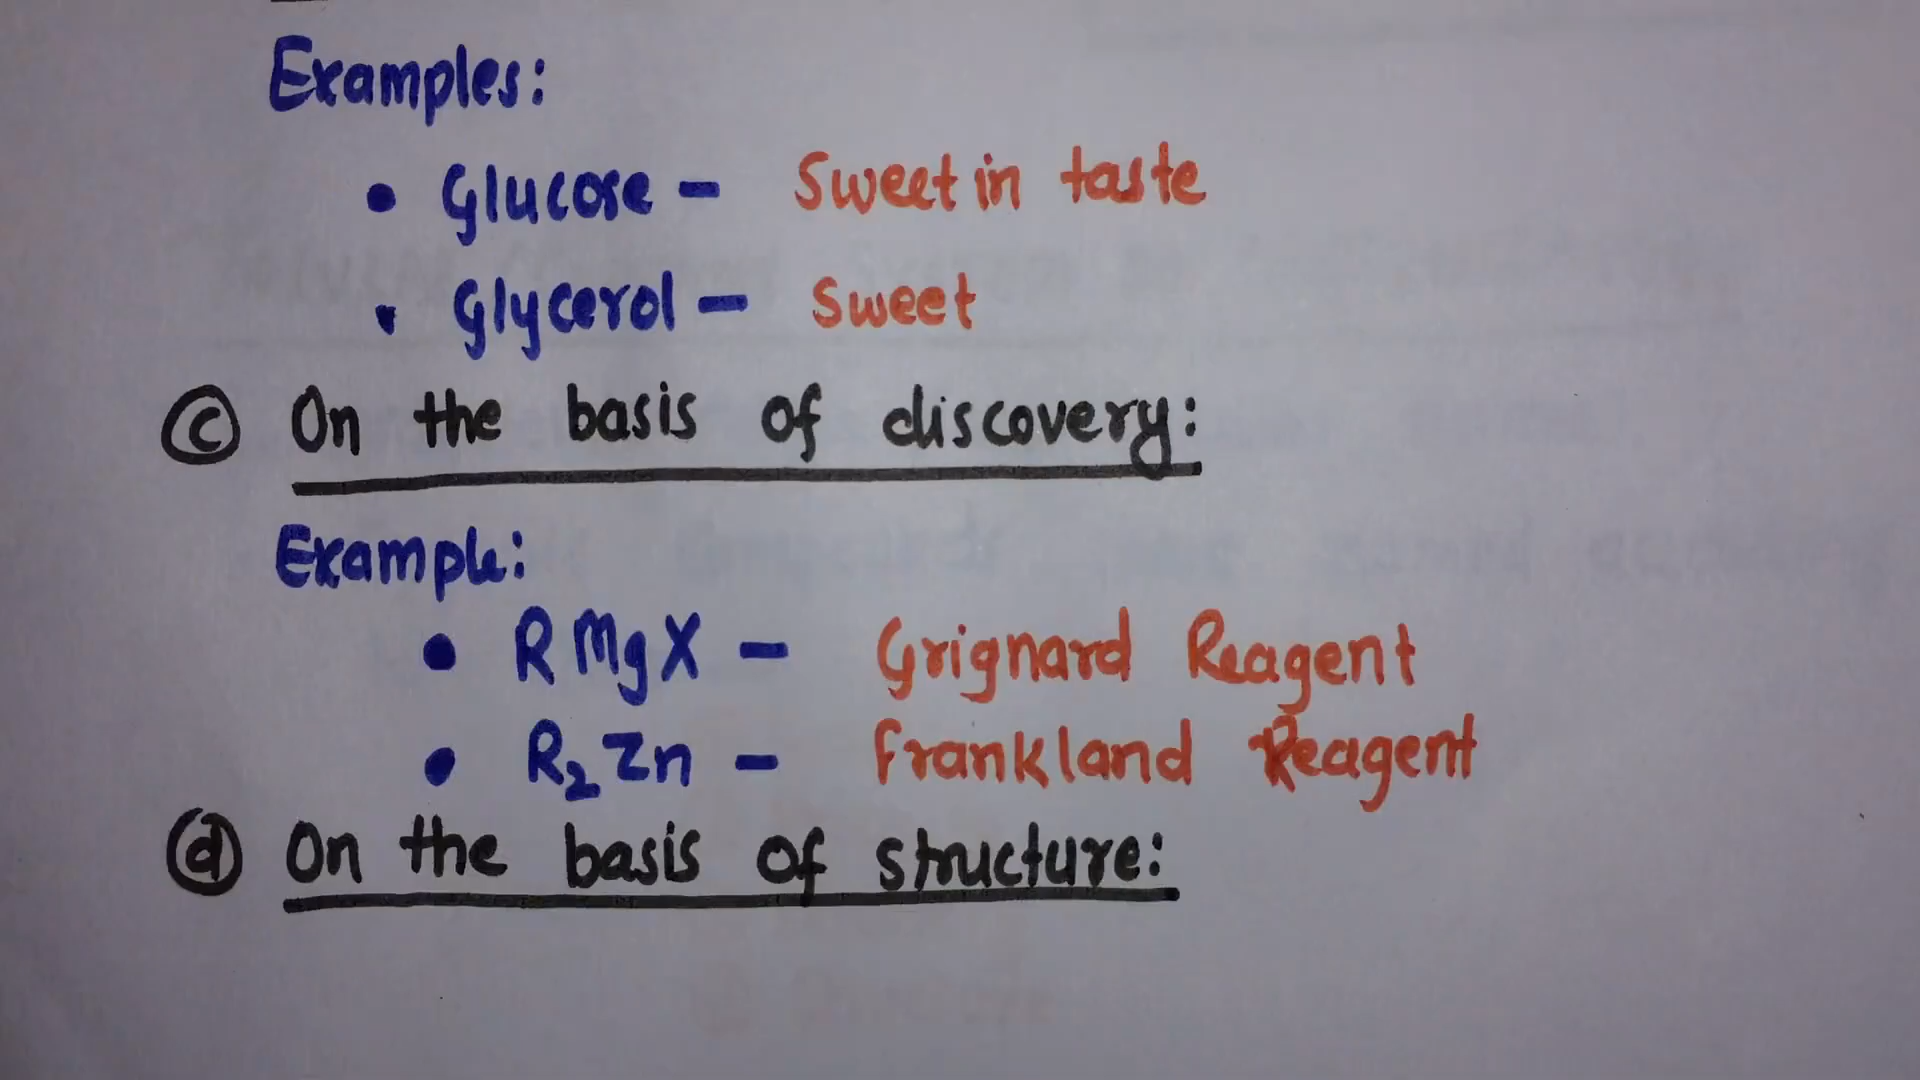 Examples:
• Glucose - Sweet in taste
• Glycerol - Sweet
ⓒ On the basis of discovery:
Example:
• RMgX - Grignard Reagent
• R₂Zn - Frankland Reagent
ⓓ On the basis of structure: